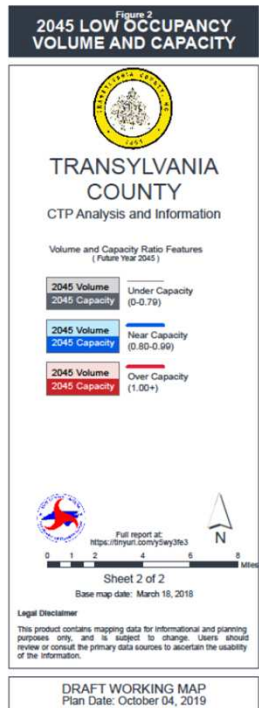 Figure 2
2045 LOW OCCUPANCY
VOLUME AND CAPACITY
TRANSYLVANIA
COUNTY
CTP Analysis and Information
Volume and Capacity Ratio Features
( Future Year 2045 )
2045 Volume
2045 Capacity
Under Capacity
(0-0.79)
2045 Volume
2045 Capacity
Near Capacity
(0.80-0.99)
2045 Volume
2045 Capacity
Over Capacity
(1.00+)
Full report at:
https://tinyurl.com/y5wy3fe3
N
0 1 2 4 6 8
Miles
Sheet 2 of 2
Base map date: March 18, 2018
Legal Disclaimer
This product contains mapping data for informational and planning
purposes only, and is subject to change. Users should
review or consult the primary data sources to ascertain the usability
of the information.
DRAFT WORKING MAP
Plan Date: October 04, 2019